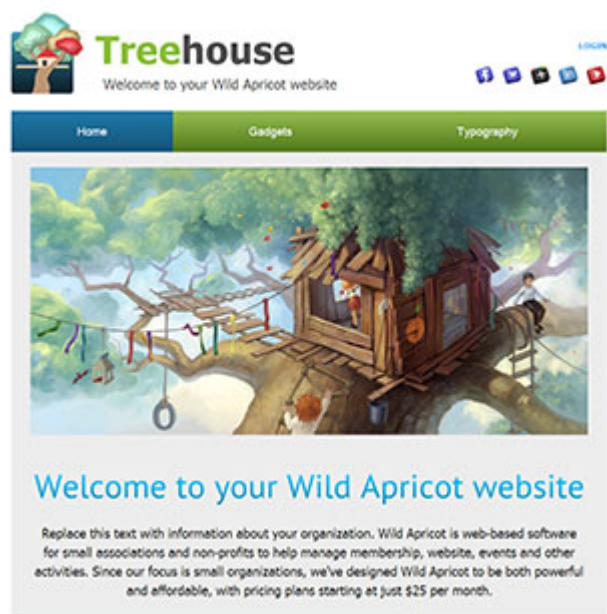 Treehouse
LOGIN
Welcome to your Wild Apricot website
Home Gadgets Typography
Welcome to your Wild Apricot website
Replace this text with information about your organization. Wild Apricot is web-based software
for small associations and non-profits to help manage membership, website, events and other
activities. Since our focus is small organizations, we've designed Wild Apricot to be both powerful
and affordable, with pricing plans starting at just $25 per month.